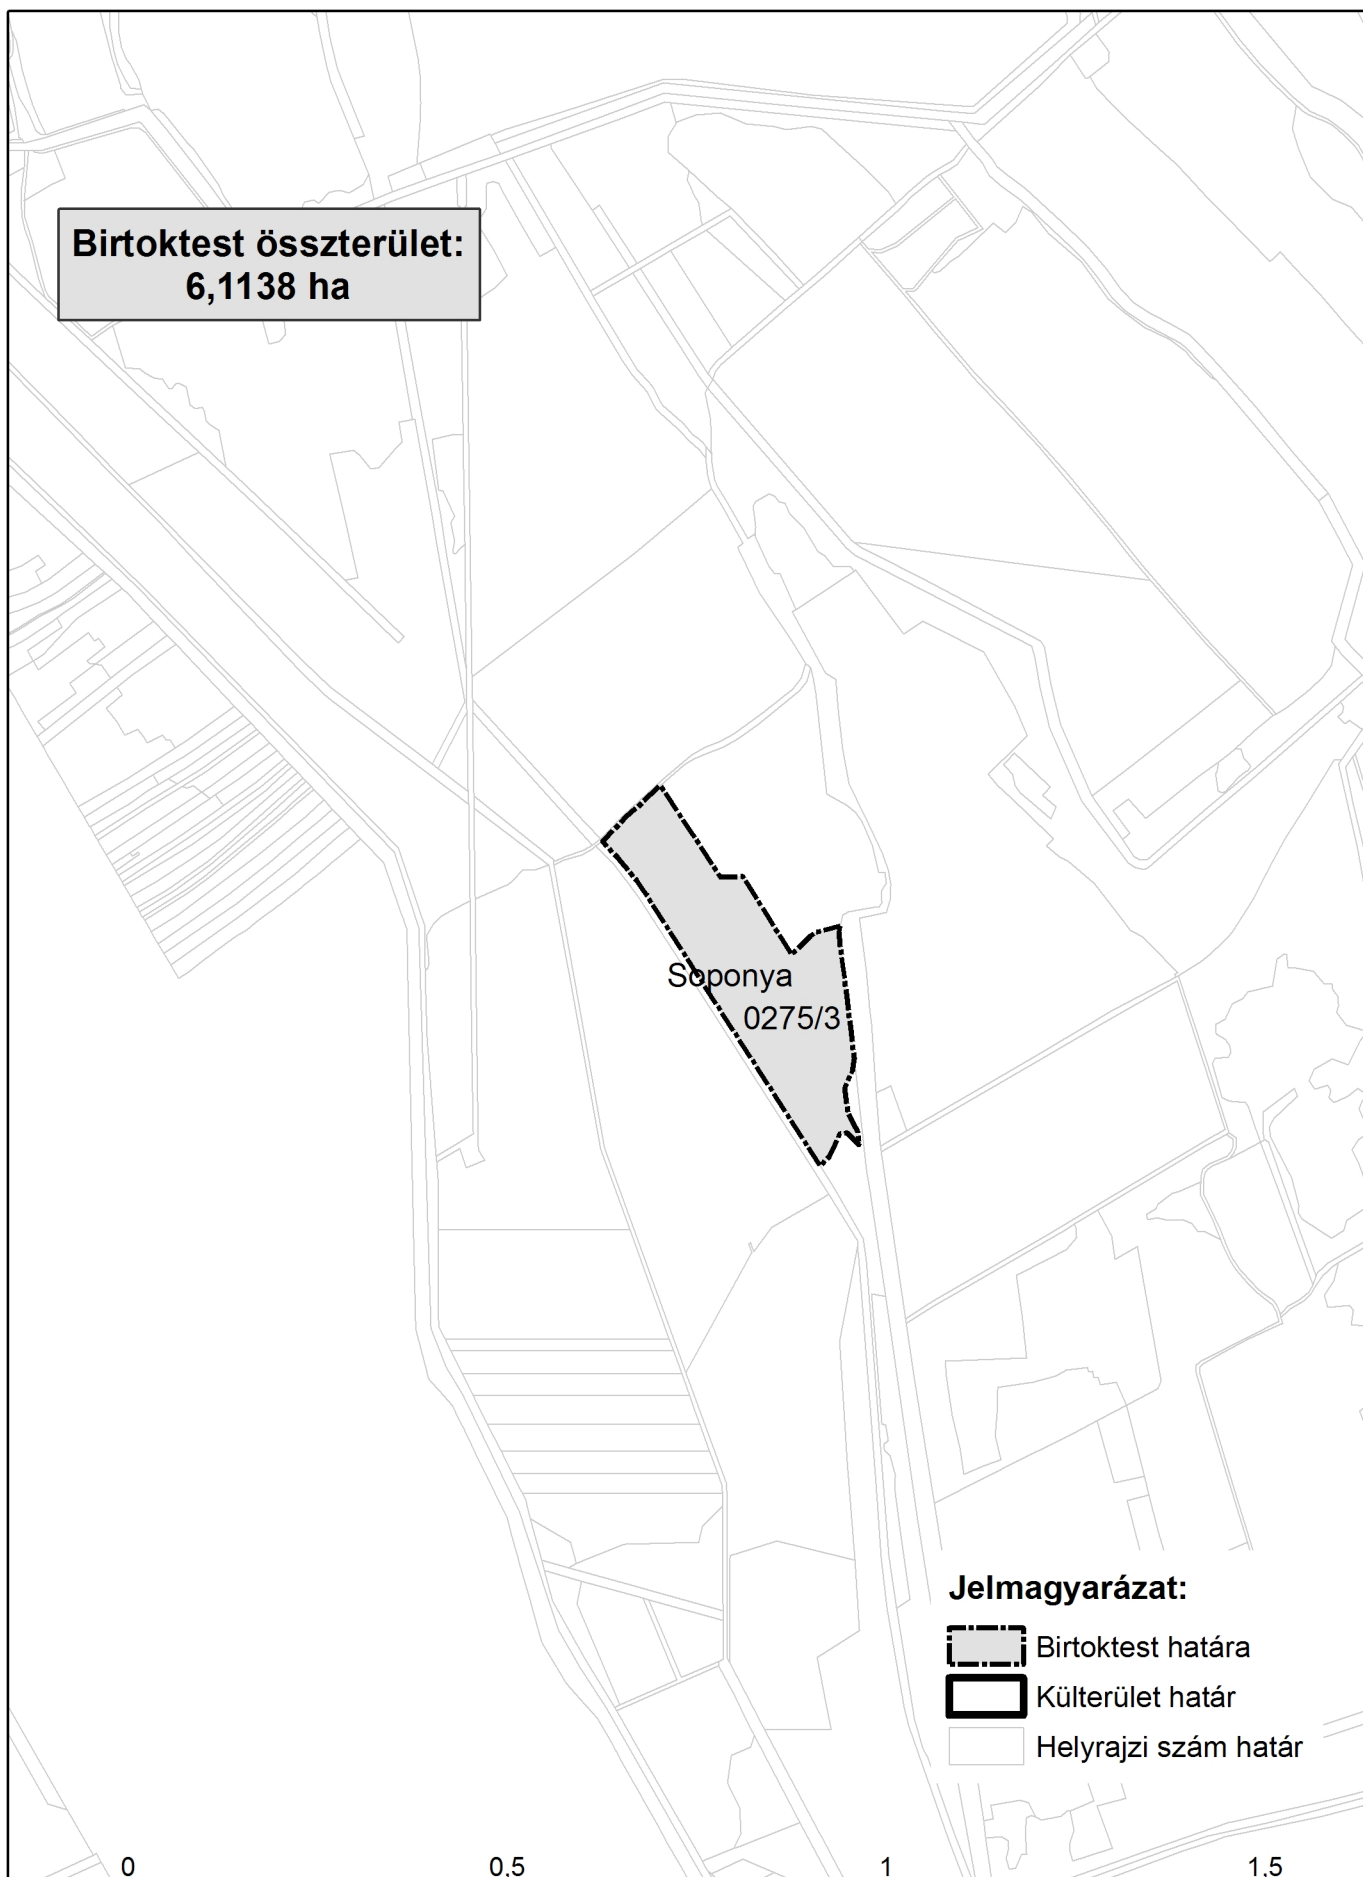 Birtoktest összterület:
6,1138 ha
Soponya
0275/3
Jelmagyarázat:
Birtoktest határa
Külterület határ
Helyrajzi szám határ
0 0,5 1 1,5